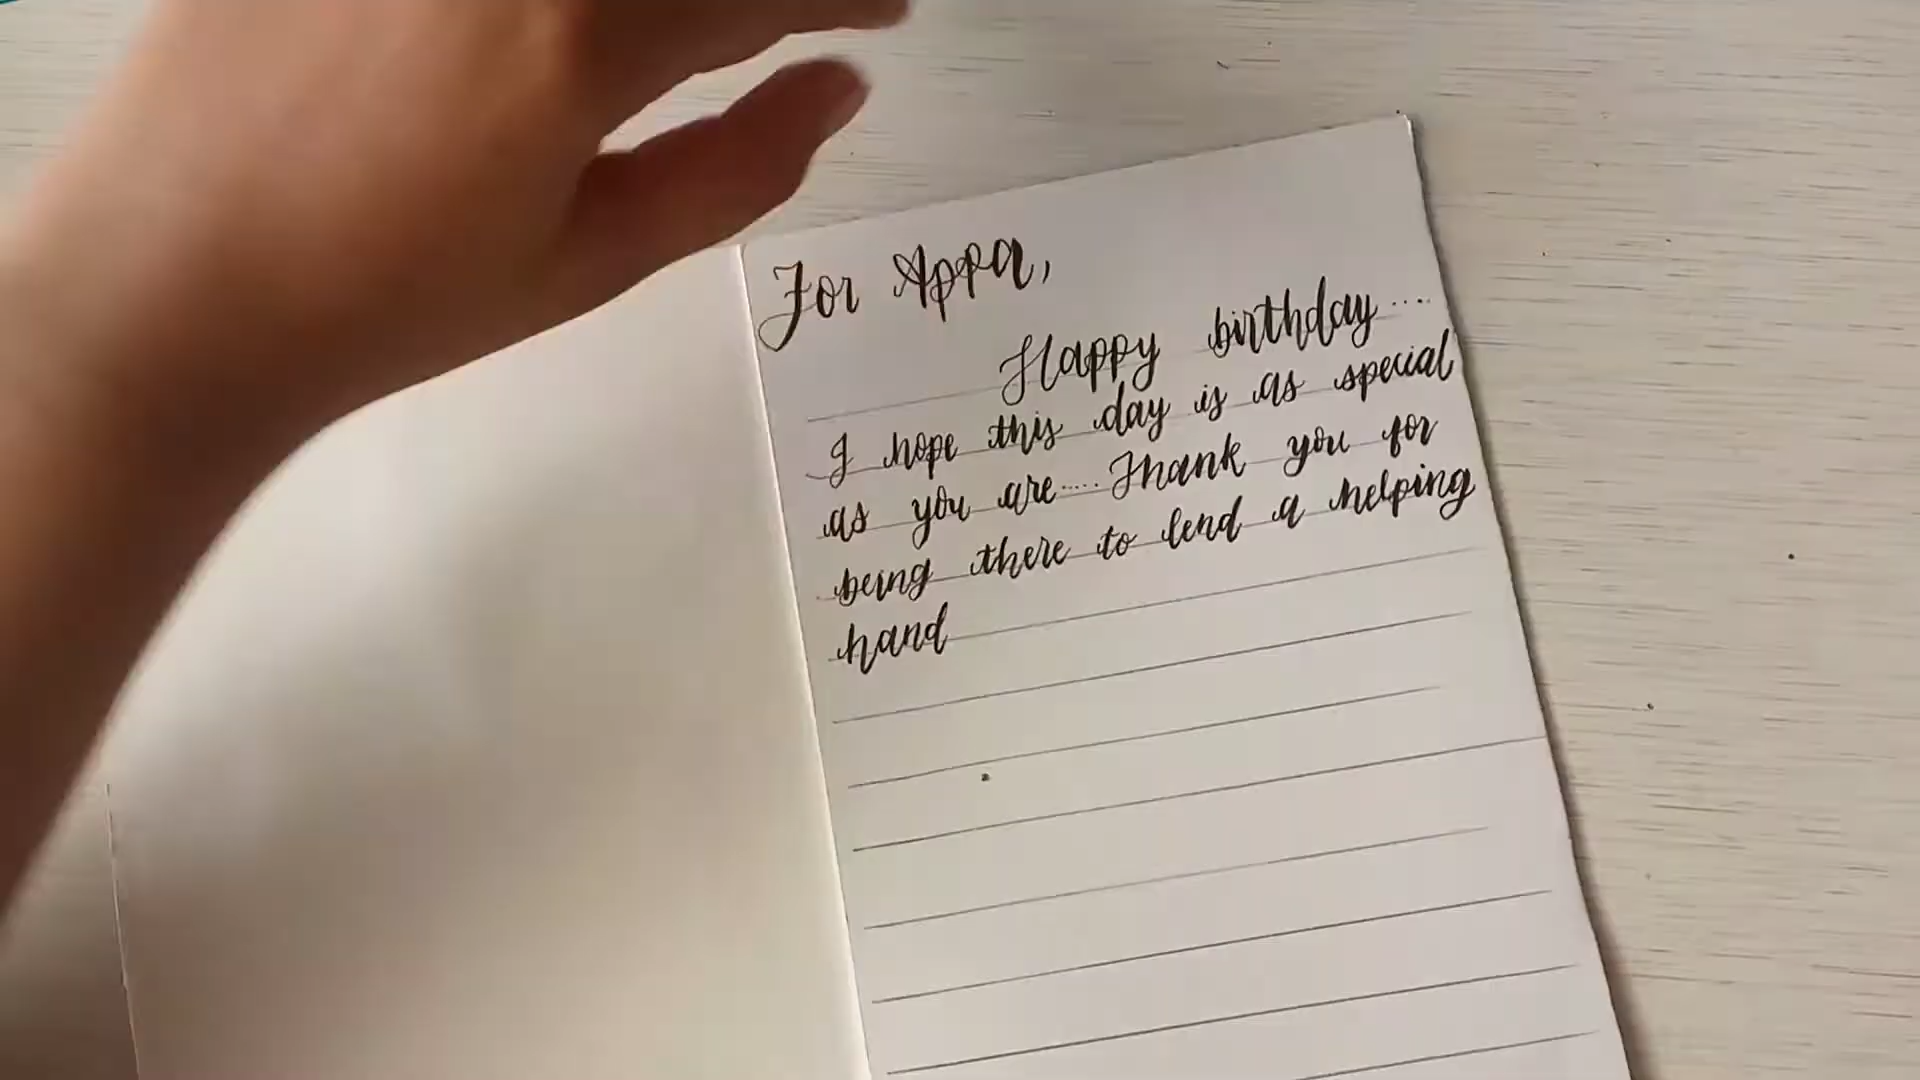 For Appa,
Happy birthday....
I hope this day is as special
as you are..... Thank you for
being there to lend a helping
hand